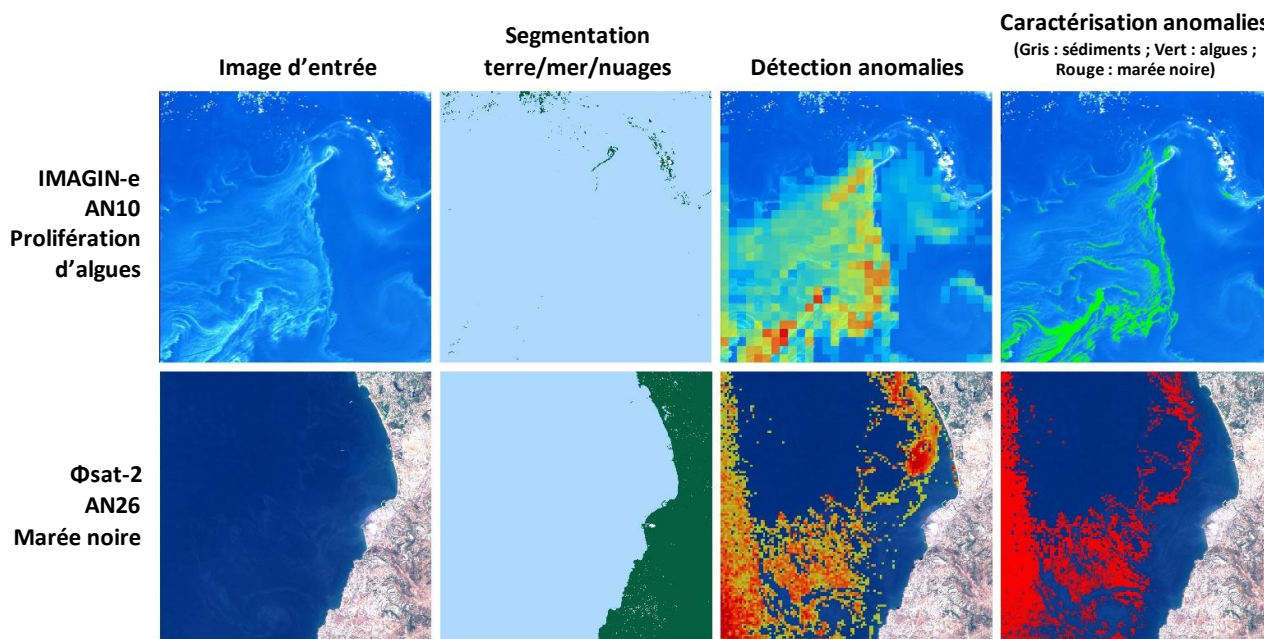 Image d'entrée
Segmentation
terre/mer/nuages
Détection anomalies
Caractérisation anomalies
(Gris : sédiments ; Vert : algues ;
Rouge : marée noire)
IMAGIN-e
AN10
Prolifération
d'algues
Φsat-2
AN26
Marée noire